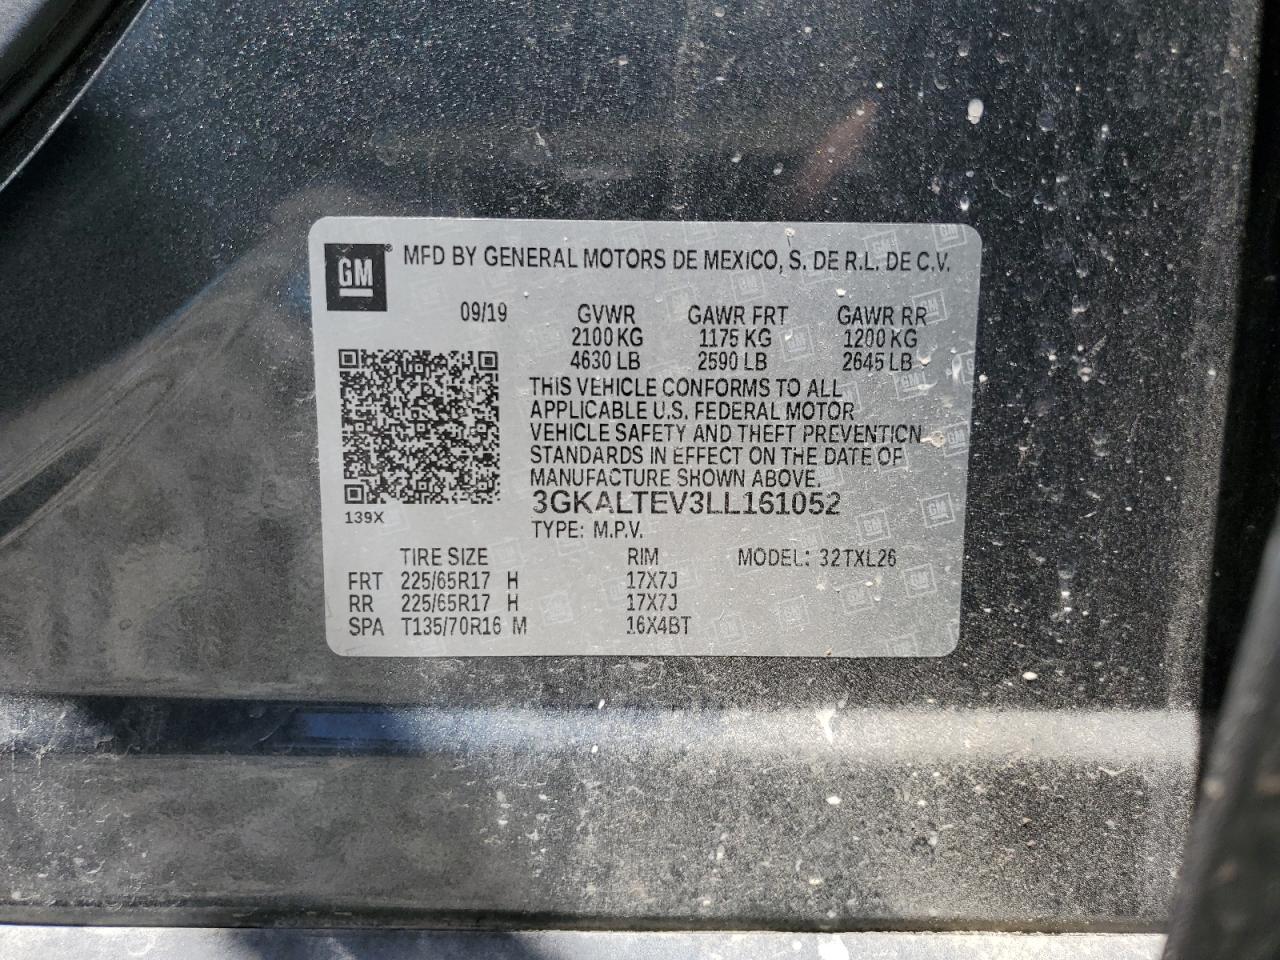 GM® MFD BY GENERAL MOTORS DE MEXICO, S. DE R.L. DE C.V.
09/19 GVWR GAWR FRT GAWR RR
2100 KG 1175 KG 1200 KG
4630 LB 2590 LB 2645 LB
THIS VEHICLE CONFORMS TO ALL
APPLICABLE U.S. FEDERAL MOTOR
VEHICLE SAFETY AND THEFT PREVENTION
STANDARDS IN EFFECT ON THE DATE OF
MANUFACTURE SHOWN ABOVE.
3GKALTEV3LL161052
139X
TYPE: M.P.V.
TIRE SIZE RIM MODEL: 32TXL26
FRT 225/65R17 H 17X7J
RR 225/65R17 H 17X7J
SPA T135/70R16 M 16X4BT